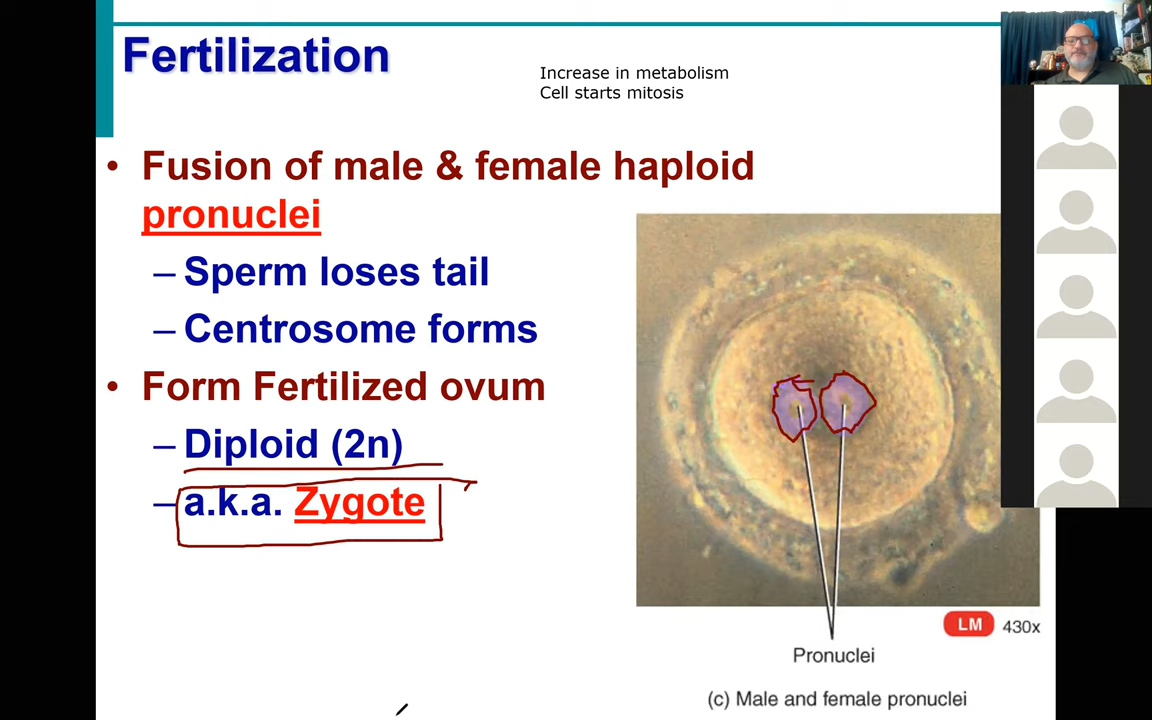 Fertilization
Increase in metabolism
Cell starts mitosis
• Fusion of male & female haploid
pronuclei
– Sperm loses tail
– Centrosome forms
• Form Fertilized ovum
– Diploid (2n)
– a.k.a. Zygote
LM 430x
Pronuclei
(c) Male and female pronuclei